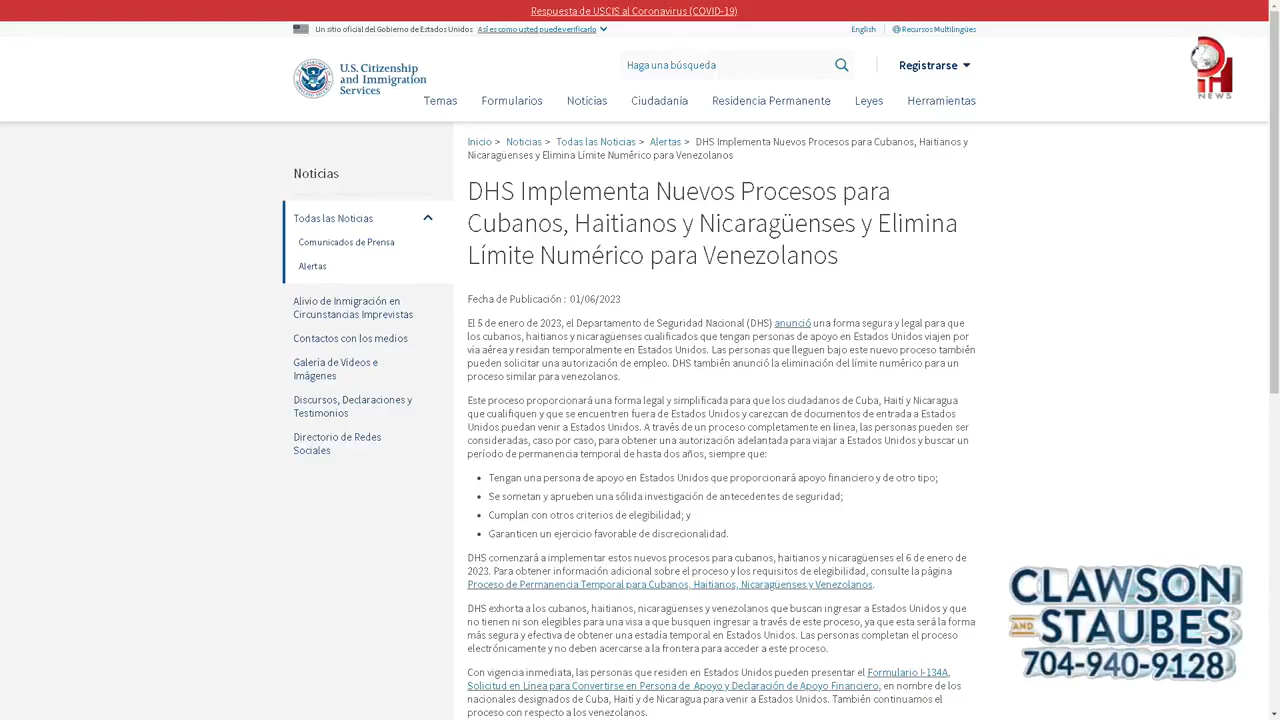 Respuesta de USCIS al Coronavirus (COVID-19)
Un sitio oficial del Gobierno de Estados Unidos Así es como usted puede verificarlo
English Recursos Multilingües
U.S. Citizenship
and Immigration
Services
Haga una búsqueda
Registrarse
NEWS
Temas Formularios Noticias Ciudadanía Residencia Permanente Leyes Herramientas
Noticias
Todas las Noticias
Comunicados de Prensa
Alertas
Alivio de Inmigración en
Circunstancias Imprevistas
Contactos con los medios
Galería de Vídeos e
Imágenes
Discursos, Declaraciones y
Testimonios
Directorio de Redes
Sociales
Inicio > Noticias > Todas las Noticias > Alertas > DHS Implementa Nuevos Procesos para Cubanos, Haitianos y
Nicaragüenses y Elimina Límite Numérico para Venezolanos
DHS Implementa Nuevos Procesos para
Cubanos, Haitianos y Nicaragüenses y Elimina
Límite Numérico para Venezolanos
Fecha de Publicación : 01/06/2023
El 5 de enero de 2023, el Departamento de Seguridad Nacional (DHS) anunció una forma segura y legal para que
los cubanos, haitianos y nicaragüenses cualificados que tengan personas de apoyo en Estados Unidos viajen por
vía aérea y residan temporalmente en Estados Unidos. Las personas que lleguen bajo este nuevo proceso también
pueden solicitar una autorización de empleo. DHS también anunció la eliminación del límite numérico para un
proceso similar para venezolanos.
Este proceso proporcionará una forma legal y simplificada para que los ciudadanos de Cuba, Haití y Nicaragua
que cualifiquen y que se encuentren fuera de Estados Unidos y carezcan de documentos de entrada a Estados
Unidos puedan venir a Estados Unidos. A través de un proceso completamente en línea, las personas pueden ser
consideradas, caso por caso, para obtener una autorización adelantada para viajar a Estados Unidos y buscar un
período de permanencia temporal de hasta dos años, siempre que:
Tengan una persona de apoyo en Estados Unidos que proporcionará apoyo financiero y de otro tipo;
Se sometan y aprueben una sólida investigación de antecedentes de seguridad;
Cumplan con otros criterios de elegibilidad; y
Garanticen un ejercicio favorable de discrecionalidad.
DHS comenzará a implementar estos nuevos procesos para cubanos, haitianos y nicaragüenses el 6 de enero de
2023. Para obtener información adicional sobre el proceso y los requisitos de elegibilidad, consulte la página
Proceso de Permanencia Temporal para Cubanos, Haitianos, Nicaragüenses y Venezolanos.
DHS exhorta a los cubanos, haitianos, nicaragüenses y venezolanos que buscan ingresar a Estados Unidos y que
no tienen ni son elegibles para una visa a que busquen ingresar a través de este proceso, ya que esta será la forma
más segura y efectiva de obtener una estadía temporal en Estados Unidos. Las personas completan el proceso
electrónicamente y no deben acercarse a la frontera para acceder a este proceso.
Con vigencia inmediata, las personas que residen en Estados Unidos pueden presentar el Formulario I-134A,
Solicitud en Línea para Convertirse en Persona de Apoyo y Declaración de Apoyo Financiero, en nombre de los
nacionales designados de Cuba, Haití y de Nicaragua para venir a Estados Unidos. También continuamos el
proceso con respecto a los venezolanos.
CLAWSON
AND STAUBES
704-940-9128